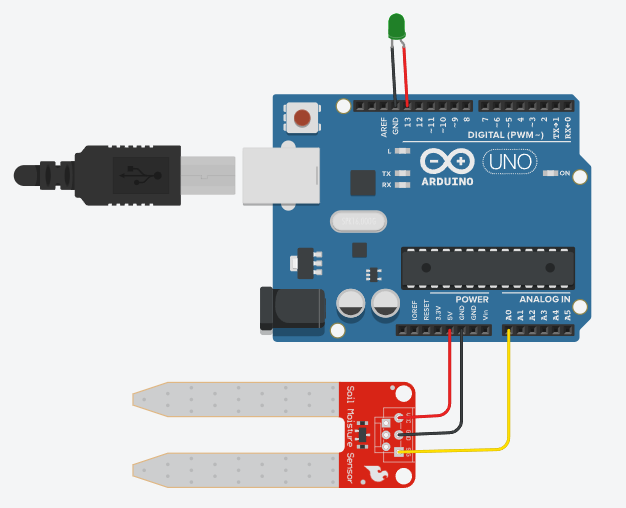 AREF
GND
13
12
~11
~10
~9
8
7
~6
~5
4
~3
2
TX→1
RX←0
DIGITAL (PWM~)
L
TX
RX
ARDUINO
UNO
ON
POWER
ANALOG IN
IOREF
RESET
3.3V
5V
GND
GND
Vin
A0
A1
A2
A3
A4
A5
Soil Moisture Sensor